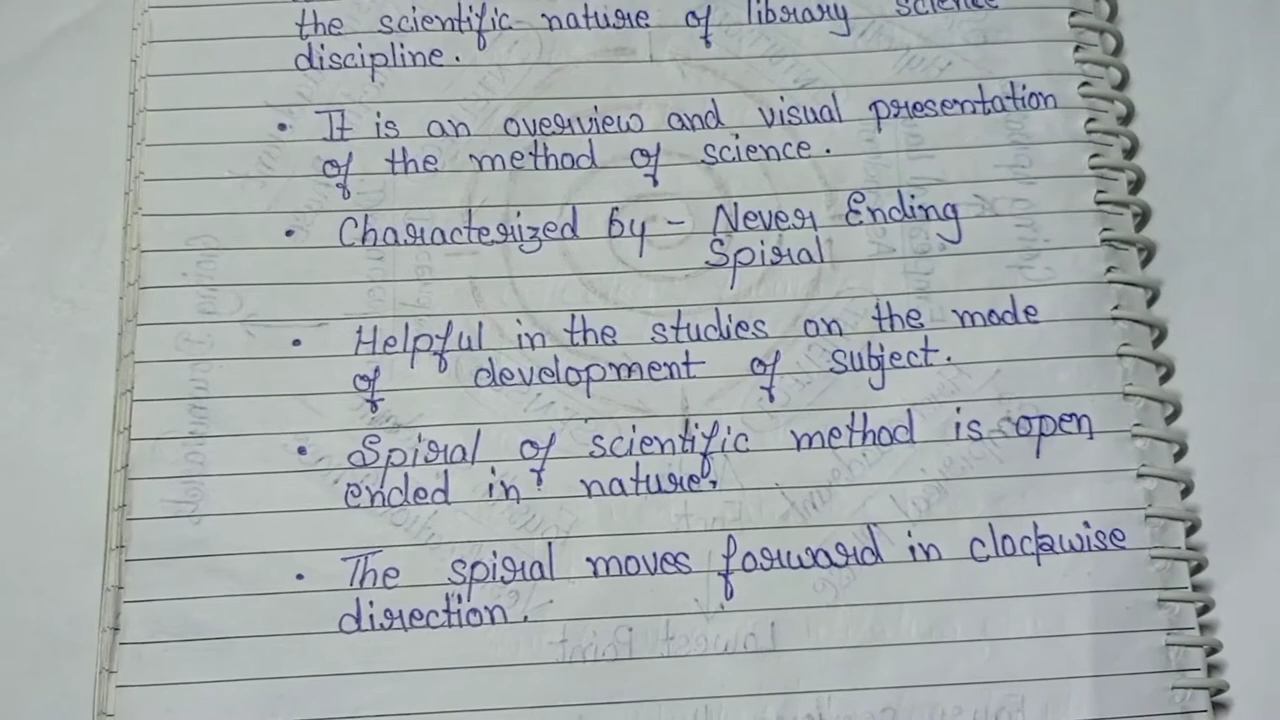 the scientific nature of library science
discipline.
• It is an overview and visual presentation
of the method of science.
• Characterized by - Never Ending
Spiral
• Helpful in the studies on the mode
of development of subject.
• Spiral of scientific method is open
ended in nature.
• The spiral moves forward in clockwise
direction.
Lowest Point